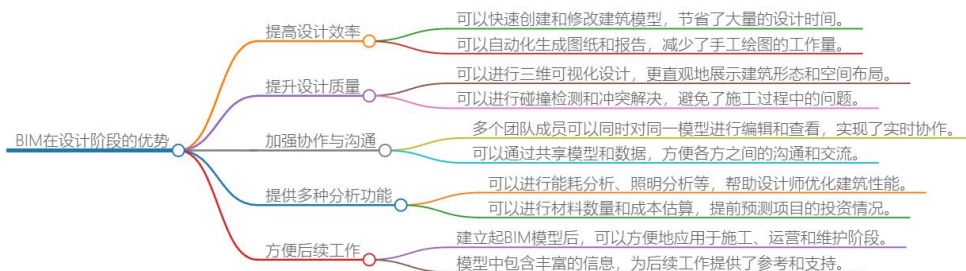 BIM在设计阶段的优势
提高设计效率
可以快速创建和修改建筑模型，节省了大量的设计时间。
可以自动化生成图纸和报告，减少了手工绘图的工作量。
提升设计质量
可以进行三维可视化设计，更直观地展示建筑形态和空间布局。
可以进行碰撞检测和冲突解决，避免了施工过程中的问题。
加强协作与沟通
多个团队成员可以同时对同一模型进行编辑和查看，实现了实时协作。
可以通过共享模型和数据，方便各方之间的沟通和交流。
提供多种分析功能
可以进行能耗分析、照明分析等，帮助设计师优化建筑性能。
可以进行材料数量和成本估算，提前预测项目的投资情况。
方便后续工作
建立起BIM模型后，可以方便地应用于施工、运营和维护阶段。
模型中包含丰富的信息，为后续工作提供了参考和支持。